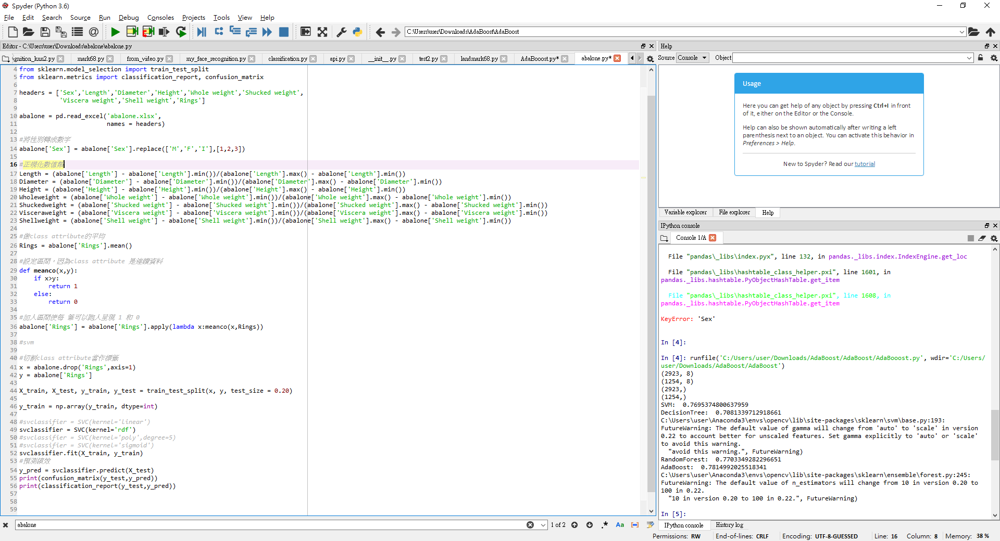 Spyder (Python 3.6)
File Edit Search Source Run Debug Consoles Projects Tools View Help
C:\Users\user\Downloads\AdaBoost\AdaBoost
Editor - C:\Users\user\Downloads\abalone\abalone.py
gnition_knn2.py mark68.py from_video.py my_face_recognition.py classification.py api.py __init__.py test2.py landmark68.py AdaBooost.py* abalone.py*
4 from sklearn.model_selection import train_test_split
5 from sklearn.metrics import classification_report, confusion_matrix
6
7 headers = ['Sex','Length','Diameter','Height','Whole weight','Shucked weight',
8 'Viscera weight','Shell weight','Rings']
9
10 abalone = pd.read_excel('abalone.xlsx',
11 names = headers)
12
13 #將性別轉成數字
14 abalone['Sex'] = abalone['Sex'].replace(['M','F','I'],[1,2,3])
15
16 #正規化數值類
17 Length = (abalone['Length'] - abalone['Length'].min())/(abalone['Length'].max() - abalone['Length'].min())
18 Diameter = (abalone['Diameter'] - abalone['Diameter'].min())/(abalone['Diameter'].max() - abalone['Diameter'].min())
19 Height = (abalone['Height'] - abalone['Height'].min())/(abalone['Height'].max() - abalone['Height'].min())
20 Wholeweight = (abalone['Whole weight'] - abalone['Whole weight'].min())/(abalone['Whole weight'].max() - abalone['Whole weight'].min())
21 Shuckedweight = (abalone['Shucked weight'] - abalone['Shucked weight'].min())/(abalone['Shucked weight'].max() - abalone['Shucked weight'].min())
22 Visceraweight = (abalone['Viscera weight'] - abalone['Viscera weight'].min())/(abalone['Viscera weight'].max() - abalone['Viscera weight'].min())
23 Shellweight = (abalone['Shell weight'] - abalone['Shell weight'].min())/(abalone['Shell weight'].max() - abalone['Shell weight'].min())
24
25 #做class attribute的平均
26 Rings = abalone['Rings'].mean()
27
28 #設定區間，因為class attribute 是連續資料
29 def meanco(x,y):
30 if x>y:
31 return 1
32 else:
33 return 0
34
35 #加入區間使每 筆可以跑入呈現 1 和 0
36 abalone['Rings'] = abalone['Rings'].apply(lambda x:meanco(x,Rings))
37
38 #svm
39
40 #切割class attribute當作標籤
41 x = abalone.drop('Rings',axis=1)
42 y = abalone['Rings']
43
44 X_train, X_test, y_train, y_test = train_test_split(x, y, test_size = 0.20)
45
46 y_train = np.array(y_train, dtype=int)
47
48 #svclassifier = SVC(kernel='linear')
49 svclassifier = SVC(kernel='rdf')
50 #svclassifier = SVC(kernel='poly',degree=5)
51 #svclassifier = SVC(kernel='sigmoid')
52 svclassifier.fit(X_train, y_train)
53 #預測績效
54 y_pred = svclassifier.predict(X_test)
55 print(confusion_matrix(y_test,y_pred))
56 print(classification_report(y_test,y_pred))
57
58
59
abalone 1 of 2 .* Aa
Help
Source Console Object
Usage
Here you can get help of any object by pressing Ctrl+I in front
of it, either on the Editor or the Console.
Help can also be shown automatically after writing a left
parenthesis next to an object. You can activate this behavior in
Preferences > Help.
New to Spyder? Read our tutorial
Variable explorer File explorer Help
IPython console
Console 1/A
File "pandas\_libs\index.pyx", line 132, in pandas._libs.index.IndexEngine.get_loc
File "pandas\_libs\hashtable_class_helper.pxi", line 1601, in
pandas._libs.hashtable.PyObjectHashTable.get_item
File "pandas\_libs\hashtable_class_helper.pxi", line 1608, in
pandas._libs.hashtable.PyObjectHashTable.get_item
KeyError: 'Sex'
In [4]:
In [4]: runfile('C:/Users/user/Downloads/AdaBoost/AdaBoost/AdaBooost.py', wdir='C:/Users/
user/Downloads/AdaBoost/AdaBoost')
(2923, 8)
(1254, 8)
(2923,)
(1254,)
SVM: 0.7695374800637959
DecisionTree: 0.7081339712918661
C:\Users\user\Anaconda3\envs\opencv\lib\site-packages\sklearn\svm\base.py:193:
FutureWarning: The default value of gamma will change from 'auto' to 'scale' in version
0.22 to account better for unscaled features. Set gamma explicitly to 'auto' or 'scale'
to avoid this warning.
"avoid this warning.", FutureWarning)
RandomForest: 0.7703349282296651
AdaBoost: 0.7814992025518341
C:\Users\user\Anaconda3\envs\opencv\lib\site-packages\sklearn\ensemble\forest.py:245:
FutureWarning: The default value of n_estimators will change from 10 in version 0.20 to
100 in 0.22.
"10 in version 0.20 to 100 in 0.22.", FutureWarning)
In [5]:
IPython console History log
Permissions: RW End-of-lines: CRLF Encoding: UTF-8-GUESSED Line: 16 Column: 8 Memory: 38 %